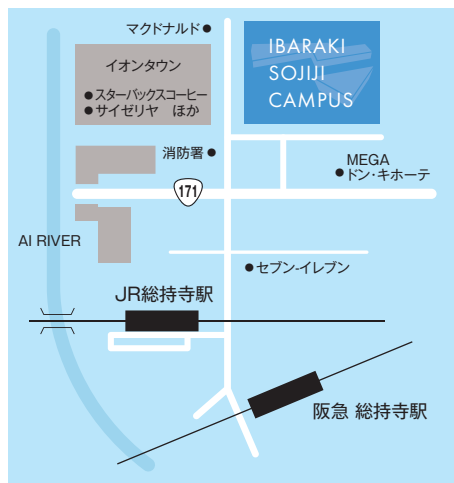 マクドナルド
IBARAKI
SOJIJI
CAMPUS
イオンタウン
スターバックスコーヒー
サイゼリヤ　ほか
消防署
MEGA
ドン・キホーテ
171
AI RIVER
セブン-イレブン
JR総持寺駅
阪急 総持寺駅